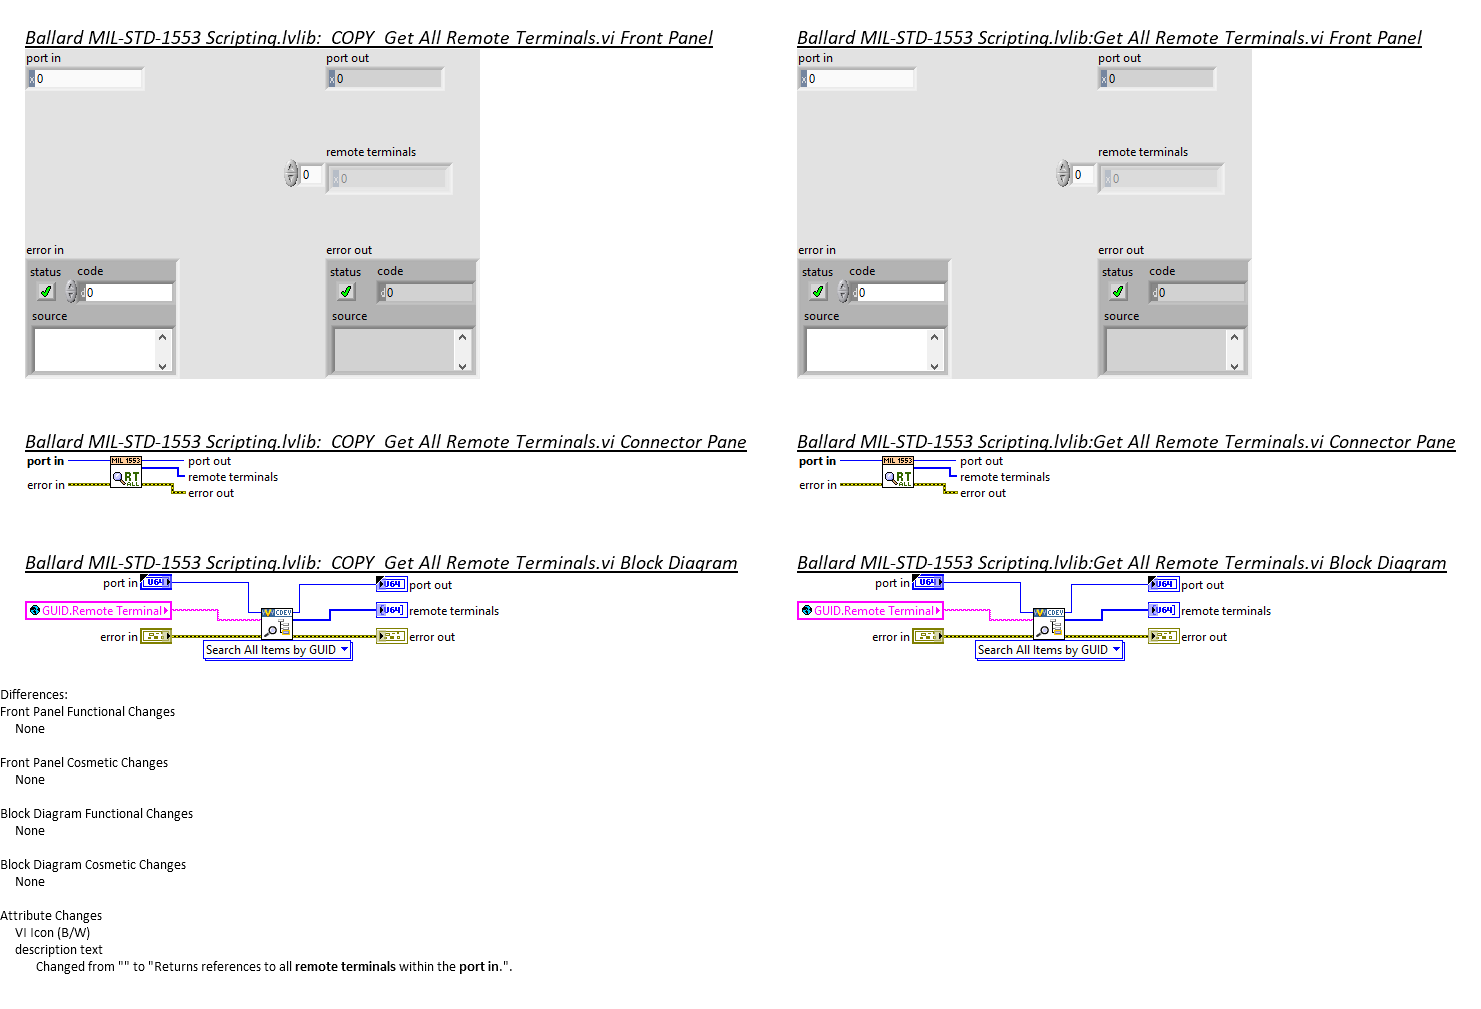 Ballard MIL-STD-1553 Scripting.lvlib:_COPY_Get All Remote Terminals.vi Front Panel
port in
port out
x 0
x 0
remote terminals
0
x 0
error in
error out
status code
status code
d 0
d 0
source
source
Ballard MIL-STD-1553 Scripting.lvlib:Get All Remote Terminals.vi Front Panel
port in
port out
x 0
x 0
remote terminals
0
x 0
error in
error out
status code
status code
d 0
d 0
source
source
Ballard MIL-STD-1553 Scripting.lvlib:_COPY_Get All Remote Terminals.vi Connector Pane
port in
MIL 1553
port out
RT
ALL
remote terminals
error in
error out
Ballard MIL-STD-1553 Scripting.lvlib:Get All Remote Terminals.vi Connector Pane
port in
MIL 1553
port out
RT
ALL
remote terminals
error in
error out
Ballard MIL-STD-1553 Scripting.lvlib:_COPY_Get All Remote Terminals.vi Block Diagram
port in
U64
U64
port out
GUID.Remote Terminal
CDEV
U64
remote terminals
error in
error out
Search All Items by GUID
Ballard MIL-STD-1553 Scripting.lvlib:Get All Remote Terminals.vi Block Diagram
port in
U64
U64
port out
GUID.Remote Terminal
CDEV
U64
remote terminals
error in
error out
Search All Items by GUID
Differences:
Front Panel Functional Changes
None
Front Panel Cosmetic Changes
None
Block Diagram Functional Changes
None
Block Diagram Cosmetic Changes
None
Attribute Changes
VI Icon (B/W)
description text
Changed from "" to "Returns references to all remote terminals within the port in.".